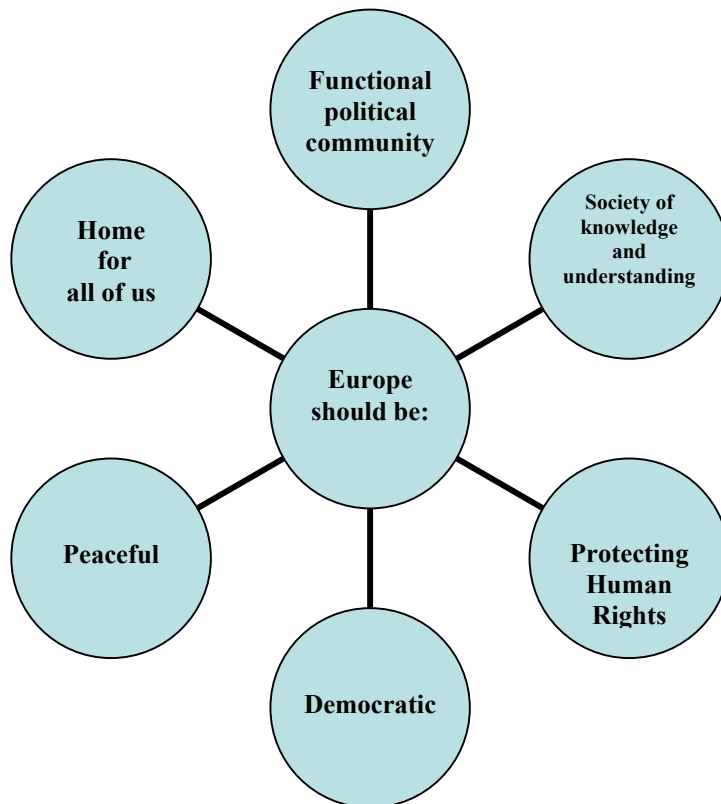 Functional
political
community
Society of
knowledge
and
understanding
Home
for
all of us
Europe
should be:
Peaceful
Protecting
Human
Rights
Democratic